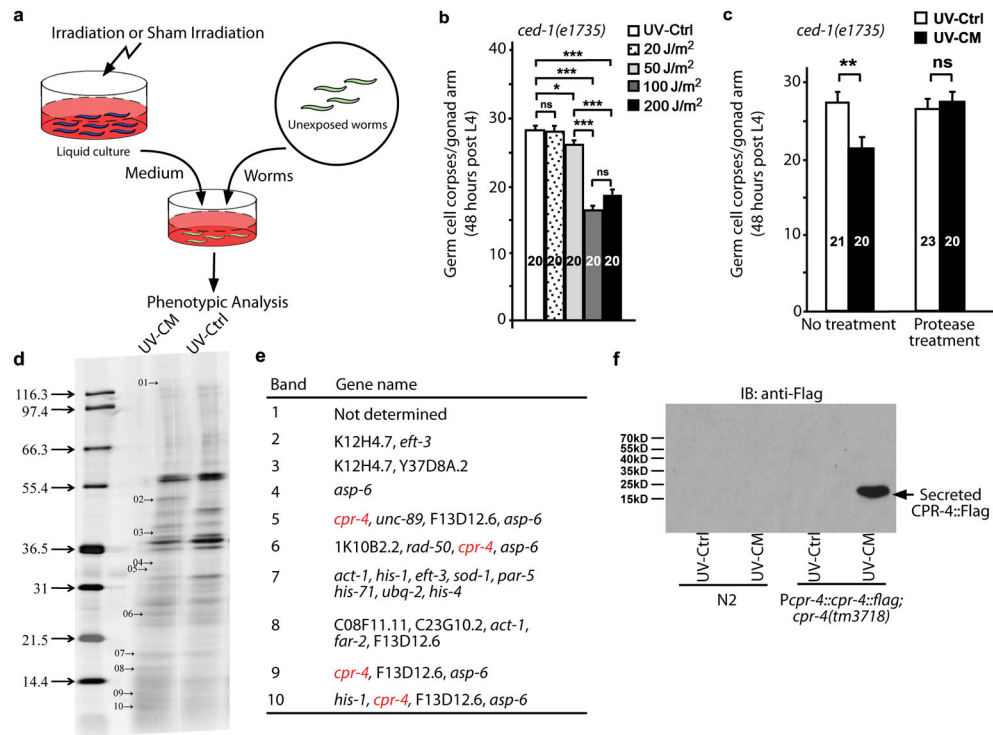 a
Irradiation or Sham Irradiation
Liquid culture
Unexposed worms
Medium
Worms
Phenotypic Analysis
b
ced-1(e1735)
UV-Ctrl
20 J/m²
50 J/m²
100 J/m²
200 J/m²
Germ cell corpses/gonad arm
(48 hours post L4)
40
30
20
10
0
***
***
*
ns
***
***
ns
20 20 20 20 20
c
ced-1(e1735)
UV-Ctrl
UV-CM
Germ cell corpses/gonad arm
(48 hours post L4)
30
20
10
0
**
ns
21 20 23 20
No treatment
Protease
treatment
d
UV-CM
UV-Ctrl
116.3
97.4
66.3
55.4
36.5
31
21.5
14.4
01
02
03
04
05
06
07
08
09
10
e
Band Gene name
1 Not determined
2 K12H4.7, eft-3
3 K12H4.7, Y37D8A.2
4 asp-6
5 cpr-4, unc-89, F13D12.6, asp-6
6 1K10B2.2, rad-50, cpr-4, asp-6
7 act-1, his-1, eft-3, sod-1, par-5
his-71, ubq-2, his-4
8 C08F11.11, C23G10.2, act-1,
far-2, F13D12.6
9 cpr-4, F13D12.6, asp-6
10 his-1, cpr-4, F13D12.6, asp-6
f
IB: anti-Flag
70kD
55kD
40kD
35kD
25kD
15kD
Secreted
CPR-4::Flag
UV-Ctrl
UV-CM
UV-Ctrl
UV-CM
N2
Pcpr-4::cpr-4::flag;
cpr-4(tm3718)